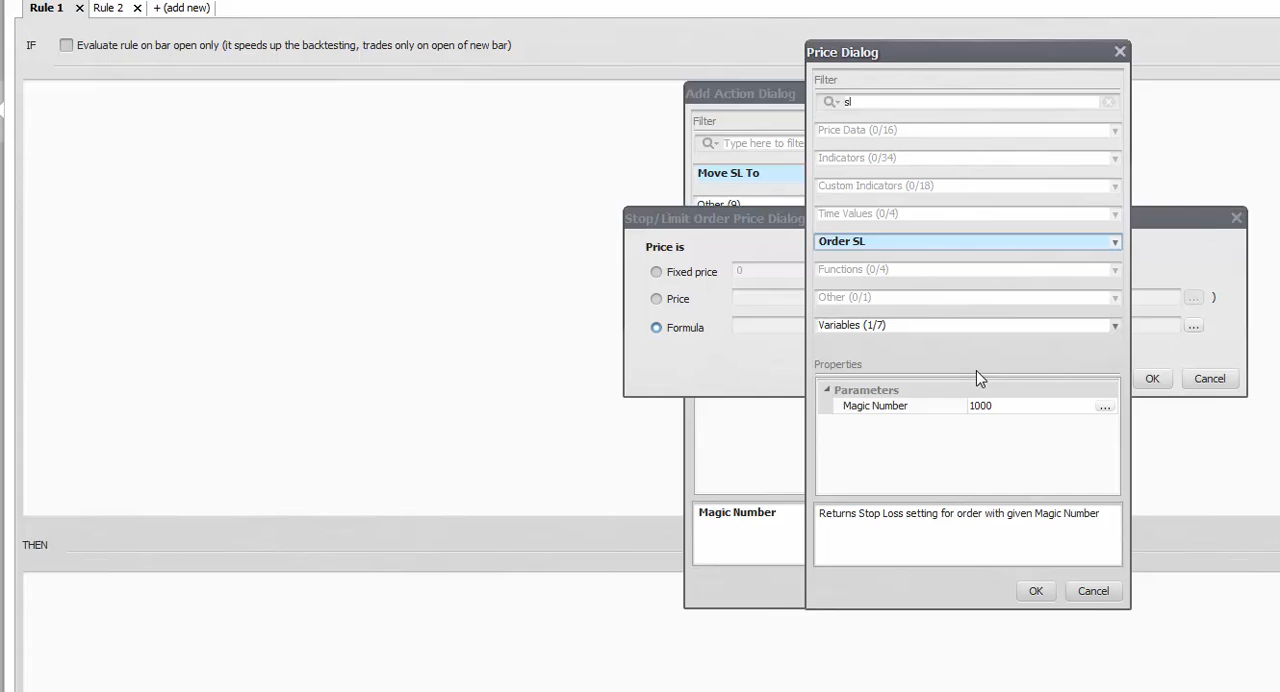 Rule 1 Rule 2 + (add new)
IF Evaluate rule on bar open only (it speeds up the backtesting, trades only on open of new bar)
Price Dialog
Filter
sl
Price Data (0/16)
Indicators (0/34)
Custom Indicators (0/18)
Time Values (0/4)
Order SL
Functions (0/4)
Other (0/1)
Variables (1/7)
Properties
Parameters
Magic Number 1000
...
Returns Stop Loss setting for order with given Magic Number
OK Cancel
Add Action Dialog
Filter
Type here to filte
Move SL To
Other (9)
Magic Number
Stop/Limit Order Price Dialog
Price is
Fixed price 0
Price
... )
Formula
...
OK Cancel
THEN